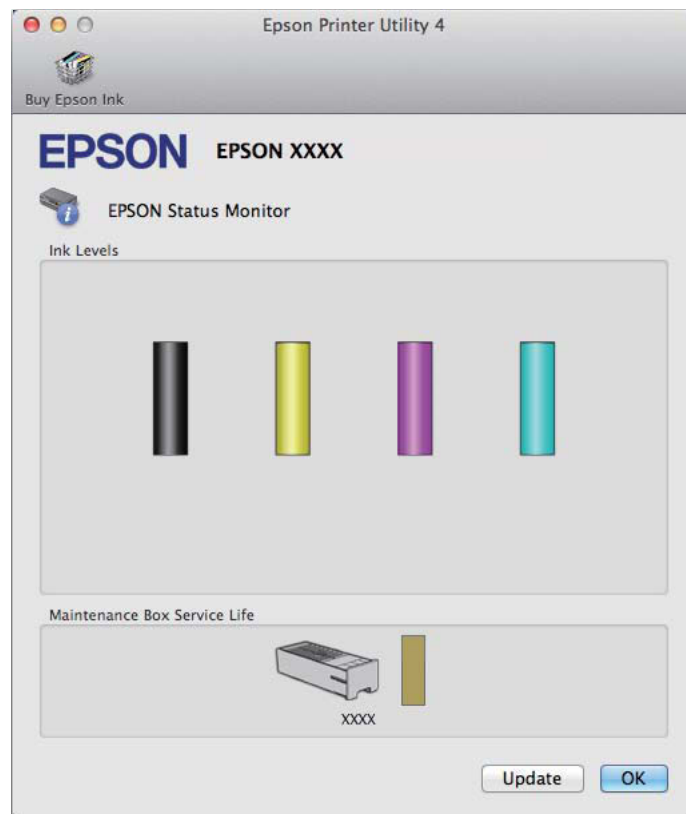 Epson Printer Utility 4
Buy Epson Ink
EPSON EPSON XXXX
EPSON Status Monitor
Ink Levels
Maintenance Box Service Life
XXXX
Update OK